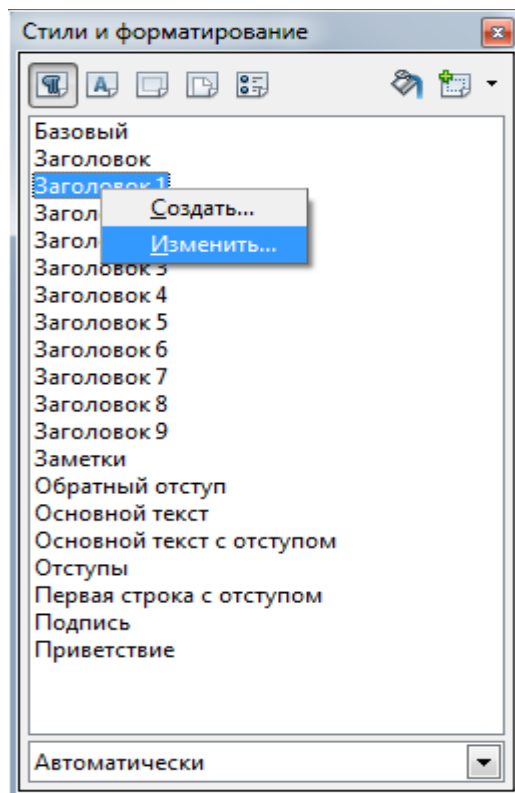 Стили и форматирование
Базовый
Заголовок
Заголовок 1
Создать...
Изменить...
Заголовок 3
Заголовок 4
Заголовок 5
Заголовок 6
Заголовок 7
Заголовок 8
Заголовок 9
Заметки
Обратный отступ
Основной текст
Основной текст с отступом
Отступы
Первая строка с отступом
Подпись
Приветствие
Автоматически